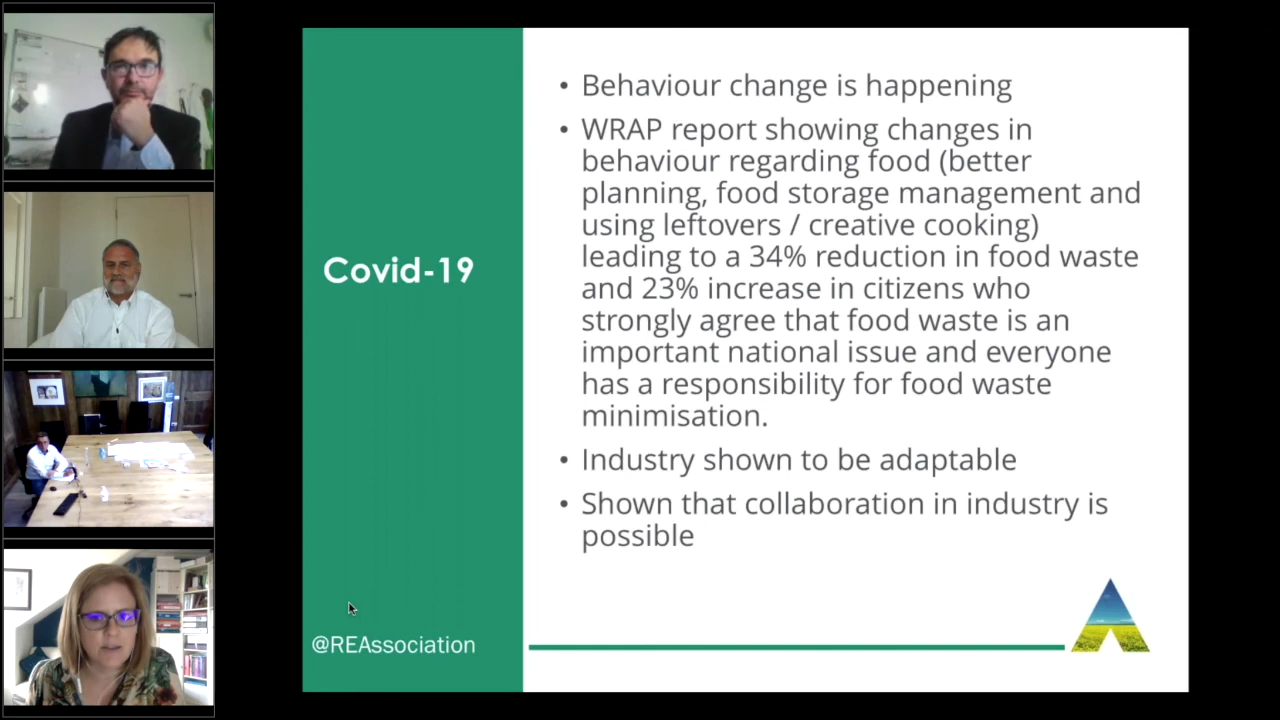 Covid-19
@REAssociation
• Behaviour change is happening
• WRAP report showing changes in
behaviour regarding food (better
planning, food storage management and
using leftovers / creative cooking)
leading to a 34% reduction in food waste
and 23% increase in citizens who
strongly agree that food waste is an
important national issue and everyone
has a responsibility for food waste
minimisation.
• Industry shown to be adaptable
• Shown that collaboration in industry is
possible